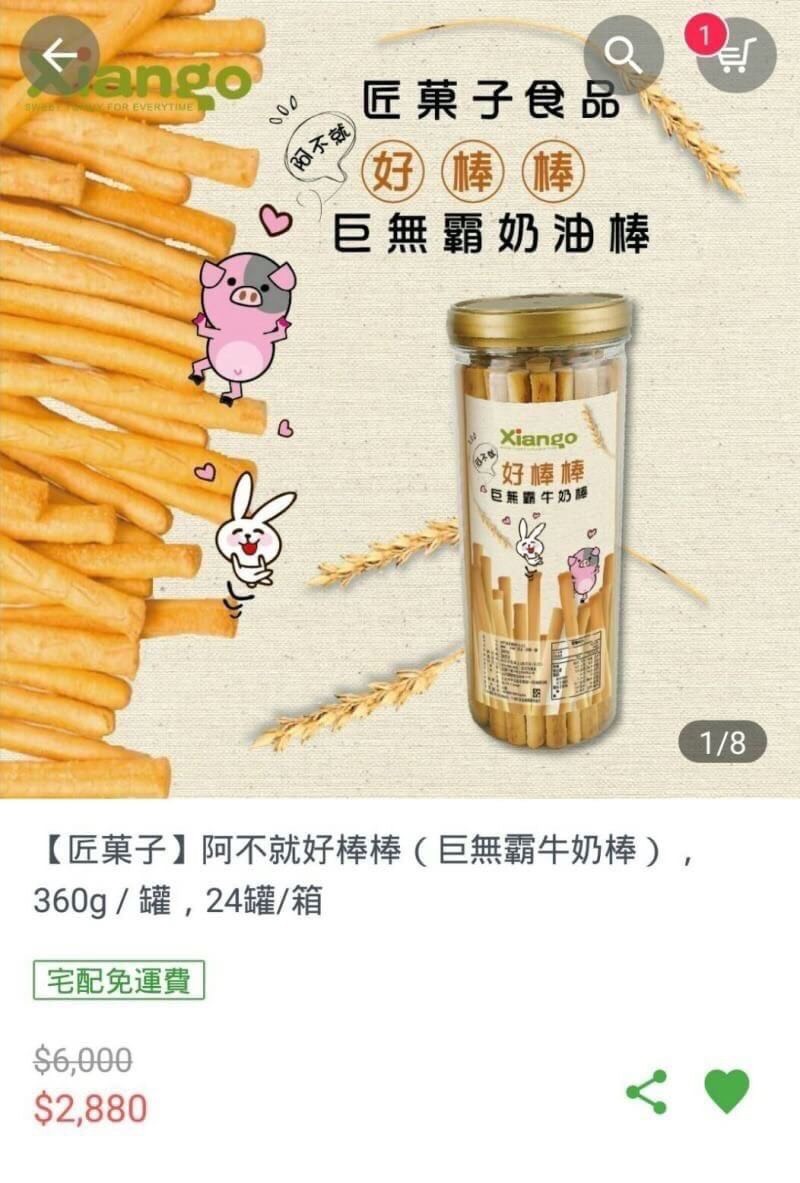 Xiango
SWEET YUMMY FOR EVERYTIME
1
匠菓子食品
阿不就
好棒棒
巨無霸奶油棒
Xiango
阿不就
好棒棒
巨無霸牛奶棒
1/8
【匠菓子】阿不就好棒棒(巨無霸牛奶棒),
360g / 罐,24罐/箱
宅配免運費
$6,000
$2,880